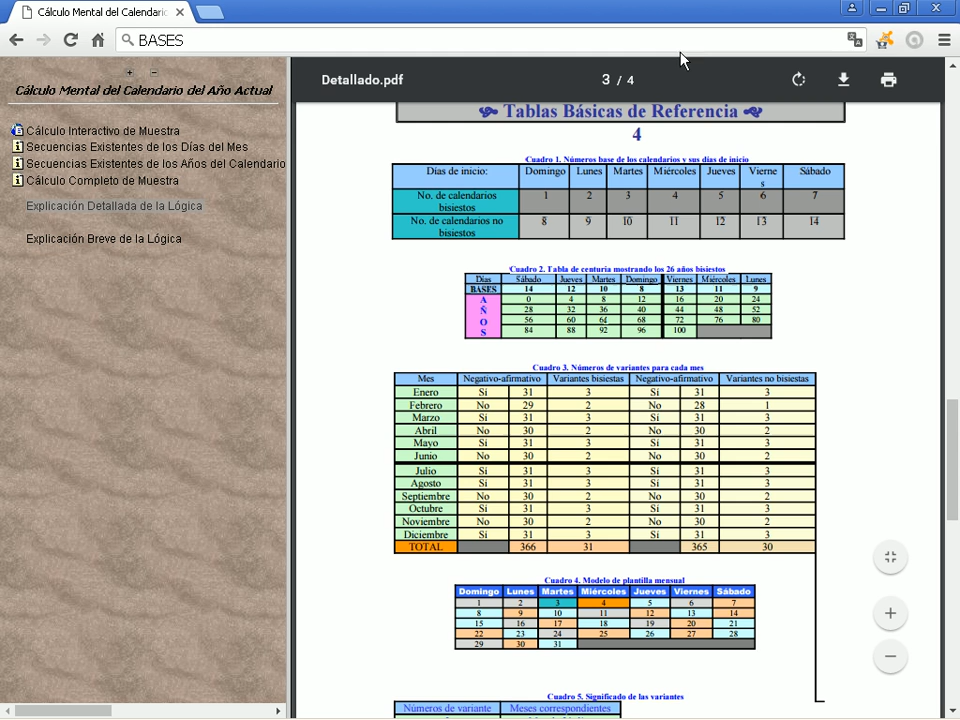 Cálculo Mental del Calendario
BASES
+ −
Cálculo Mental del Calendario del Año Actual
Cálculo Interactivo de Muestra
Secuencias Existentes de los Días del Mes
Secuencias Existentes de los Años del Calendario
Cálculo Completo de Muestra
Explicación Detallada de la Lógica
Explicación Breve de la Lógica
Detallado.pdf 3 / 4
Tablas Básicas de Referencia
4
Cuadro 1. Números base de los calendarios y sus días de inicio
Días de inicio: Domingo Lunes Martes Miércoles Jueves Viernes Sábado
No. de calendarios bisiestos 1 2 3 4 5 6 7
No. de calendarios no bisiestos 8 9 10 11 12 13 14
Cuadro 2. Tabla de centuria mostrando los 26 años bisiestos
Días Sábado Jueves Martes Domingo Viernes Miércoles Lunes
BASES 14 12 10 8 13 11 9
A 0 4 8 12 16 20 24
Ñ 28 32 36 40 44 48 52
O 56 60 64 68 72 76 80
S 84 88 92 96 100
Cuadro 3. Números de variantes para cada mes
Mes Negativo-afirmativo Variantes bisiestas Negativo-afirmativo Variantes no bisiestas
Enero Sí 31 3 Sí 31 3
Febrero No 29 2 No 28 1
Marzo Sí 31 3 Sí 31 3
Abril No 30 2 No 30 2
Mayo Sí 31 3 Sí 31 3
Junio No 30 2 No 30 2
Julio Sí 31 3 Sí 31 3
Agosto Sí 31 3 Sí 31 3
Septiembre No 30 2 No 30 2
Octubre Sí 31 3 Sí 31 3
Noviembre No 30 2 No 30 2
Diciembre Sí 31 3 Sí 31 3
TOTAL 366 31 365 30
Cuadro 4. Modelo de plantilla mensual
Domingo Lunes Martes Miércoles Jueves Viernes Sábado
1 2 3 4 5 6 7
8 9 10 11 12 13 14
15 16 17 18 19 20 21
22 23 24 25 26 27 28
29 30 31
Cuadro 5. Significado de las variantes
Números de variante Meses correspondientes